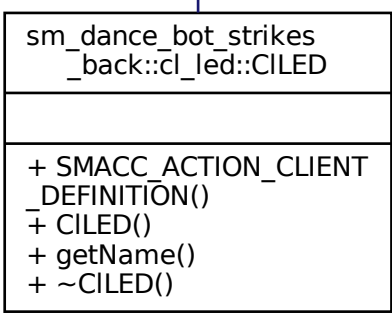 sm_dance_bot_strikes
_back::cl_led::ClLED
+ SMACC_ACTION_CLIENT
_DEFINITION()
+ ClLED()
+ getName()
+ ~ClLED()